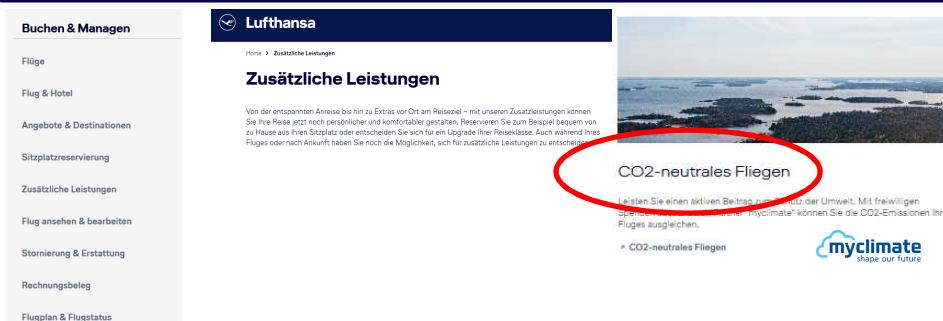 Buchen & Managen
Flüge
Flug & Hotel
Angebote & Destinationen
Sitzplatzreservierung
Zusätzliche Leistungen
Flug ansehen & bearbeiten
Stornierung & Erstattung
Rechnungsbeleg
Flugplan & Flugstatus
Lufthansa
Home > Zusätzliche Leistungen
Zusätzliche Leistungen
Von der entspannten Anreise bis hin zu Extras vor Ort am Reiseziel – mit unseren Zusatzleistungen können
Sie Ihre Reise jetzt noch persönlicher und komfortabler gestalten. Reservieren Sie zum Beispiel bequem von
zu Hause aus Ihren Sitzplatz oder entscheiden Sie sich für ein Upgrade Ihrer Reiseklasse. Auch während Ihres
Fluges oder nach Ankunft haben Sie noch die Möglichkeit, sich für zusätzliche Leistungen zu entscheiden.
CO2-neutrales Fliegen
Leisten Sie einen aktiven Beitrag zum Schutz der Umwelt. Mit freiwilligen
Spenden "myclimate" können Sie die CO2-Emissionen Ihr
Fluges ausgleichen.
CO2-neutrales Fliegen
myclimate
shape our future